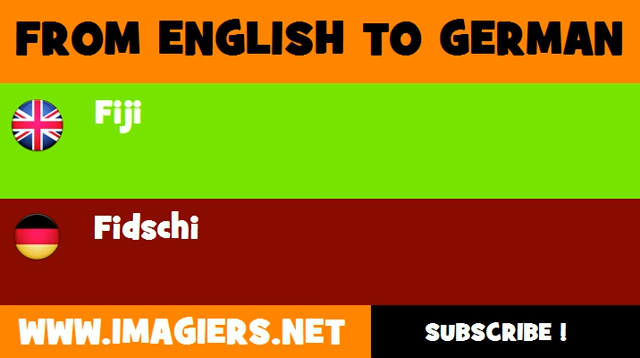 FROM ENGLISH TO GERMAN
Fiji
Fidschi
WWW.IMAGIERS.NET
SUBSCRIBE !